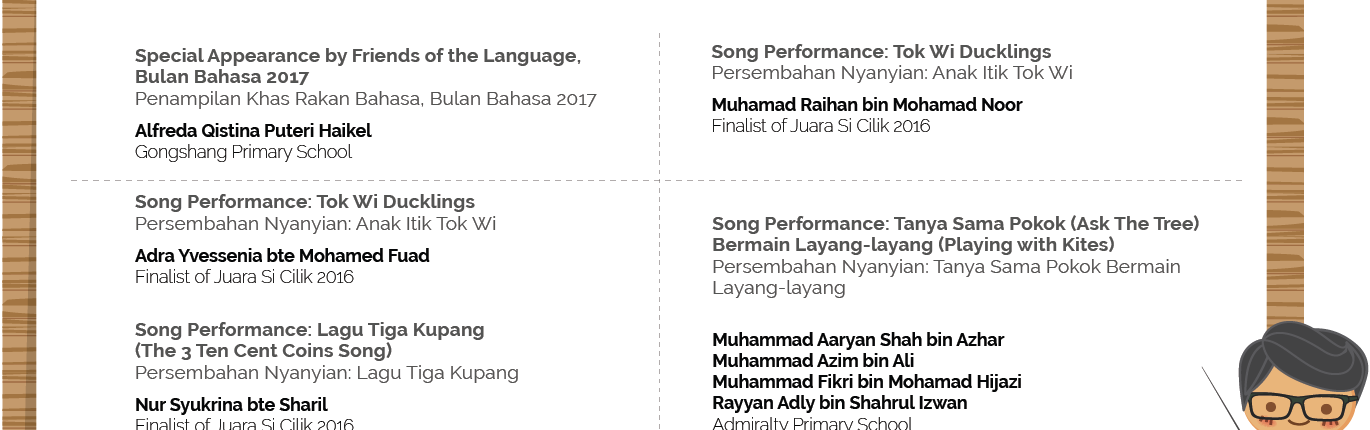 Special Appearance by Friends of the Language,
Bulan Bahasa 2017
Penampilan Khas Rakan Bahasa, Bulan Bahasa 2017
Alfreda Qistina Puteri Haikel
Gongshang Primary School
Song Performance: Tok Wi Ducklings
Persembahan Nyanyian: Anak Itik Tok Wi
Muhamad Raihan bin Mohamad Noor
Finalist of Juara Si Cilik 2016
Song Performance: Tok Wi Ducklings
Persembahan Nyanyian: Anak Itik Tok Wi
Adra Yvessenia bte Mohamed Fuad
Finalist of Juara Si Cilik 2016
Song Performance: Lagu Tiga Kupang
(The 3 Ten Cent Coins Song)
Persembahan Nyanyian: Lagu Tiga Kupang
Nur Syukrina bte Sharil
Finalist of Juara Si Cilik 2016
Song Performance: Tanya Sama Pokok (Ask The Tree)
Bermain Layang-layang (Playing with Kites)
Persembahan Nyanyian: Tanya Sama Pokok Bermain
Layang-layang
Muhammad Aaryan Shah bin Azhar
Muhammad Azim bin Ali
Muhammad Fikri bin Mohamad Hijazi
Rayyan Adly bin Shahrul Izwan
Admiralty Primary School